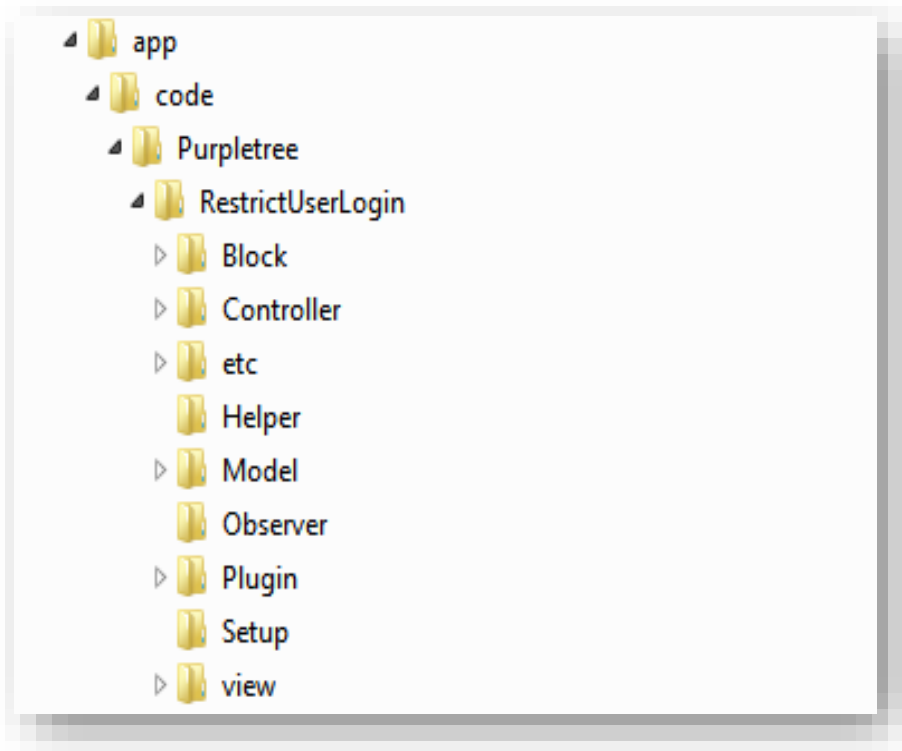 app
code
Purpletree
RestrictUserLogin
Block
Controller
etc
Helper
Model
Observer
Plugin
Setup
view